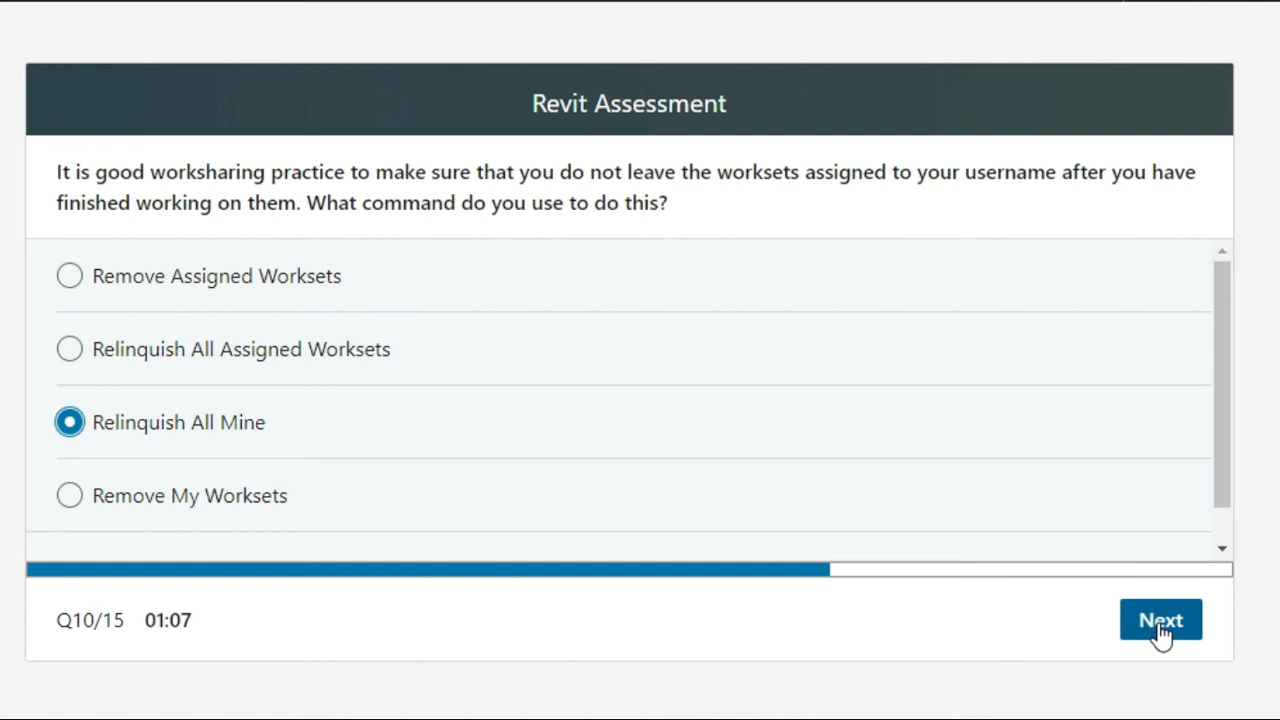 Revit Assessment
It is good worksharing practice to make sure that you do not leave the worksets assigned to your username after you have
finished working on them. What command do you use to do this?
Remove Assigned Worksets
Relinquish All Assigned Worksets
Relinquish All Mine
Remove My Worksets
Q10/15 01:07
Next